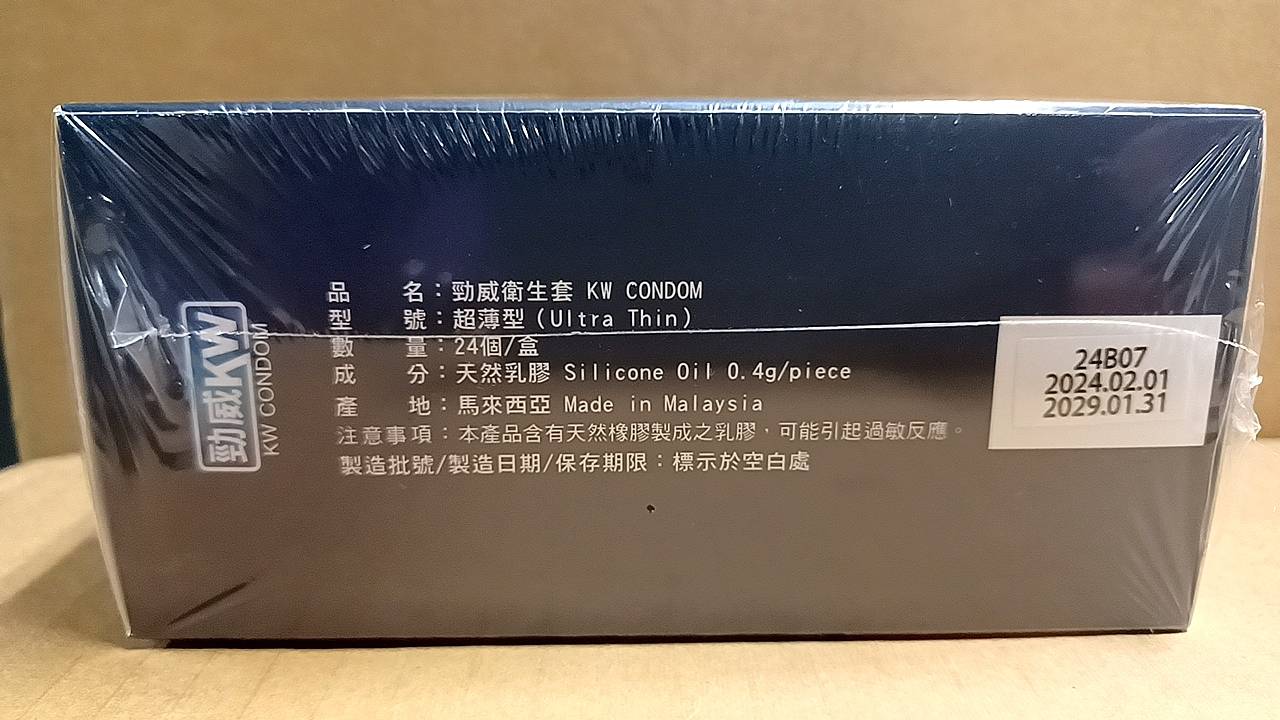 品 名：勁威衛生套 KW CONDOM
型 號：超薄型 (Ultra Thin)
數 量：24個/盒
成 分：天然乳膠 Silicone Oil 0.4g/piece
產 地：馬來西亞 Made in Malaysia
注意事項：本產品含有天然橡膠製成之乳膠，可能引起過敏反應。
製造批號/製造日期/保存期限：標示於空白處
勁威KW
KW CONDOM
24B07
2024.02.01
2029.01.31